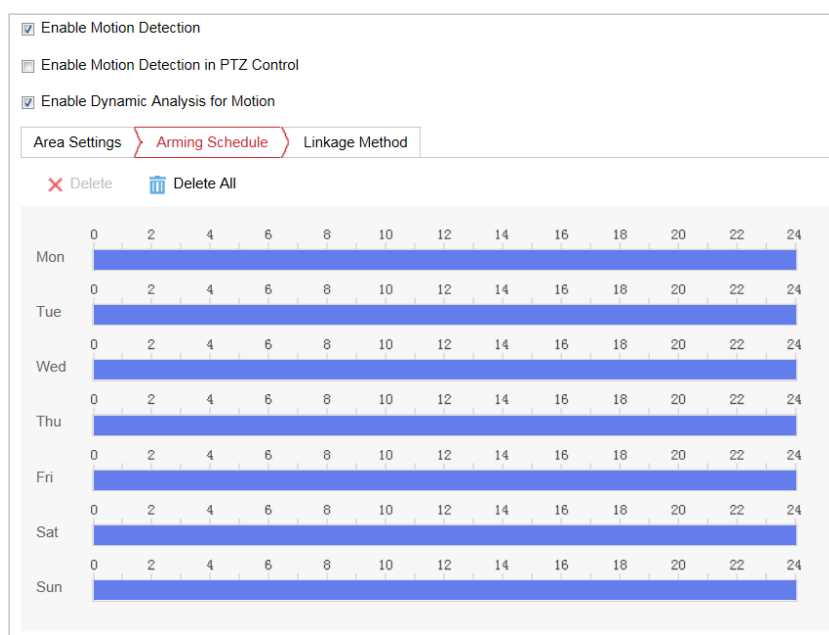 Enable Motion Detection
Enable Motion Detection in PTZ Control
Enable Dynamic Analysis for Motion
Area Settings Arming Schedule Linkage Method
Delete Delete All
0 2 4 6 8 10 12 14 16 18 20 22 24
Mon
0 2 4 6 8 10 12 14 16 18 20 22 24
Tue
0 2 4 6 8 10 12 14 16 18 20 22 24
Wed
0 2 4 6 8 10 12 14 16 18 20 22 24
Thu
0 2 4 6 8 10 12 14 16 18 20 22 24
Fri
0 2 4 6 8 10 12 14 16 18 20 22 24
Sat
0 2 4 6 8 10 12 14 16 18 20 22 24
Sun